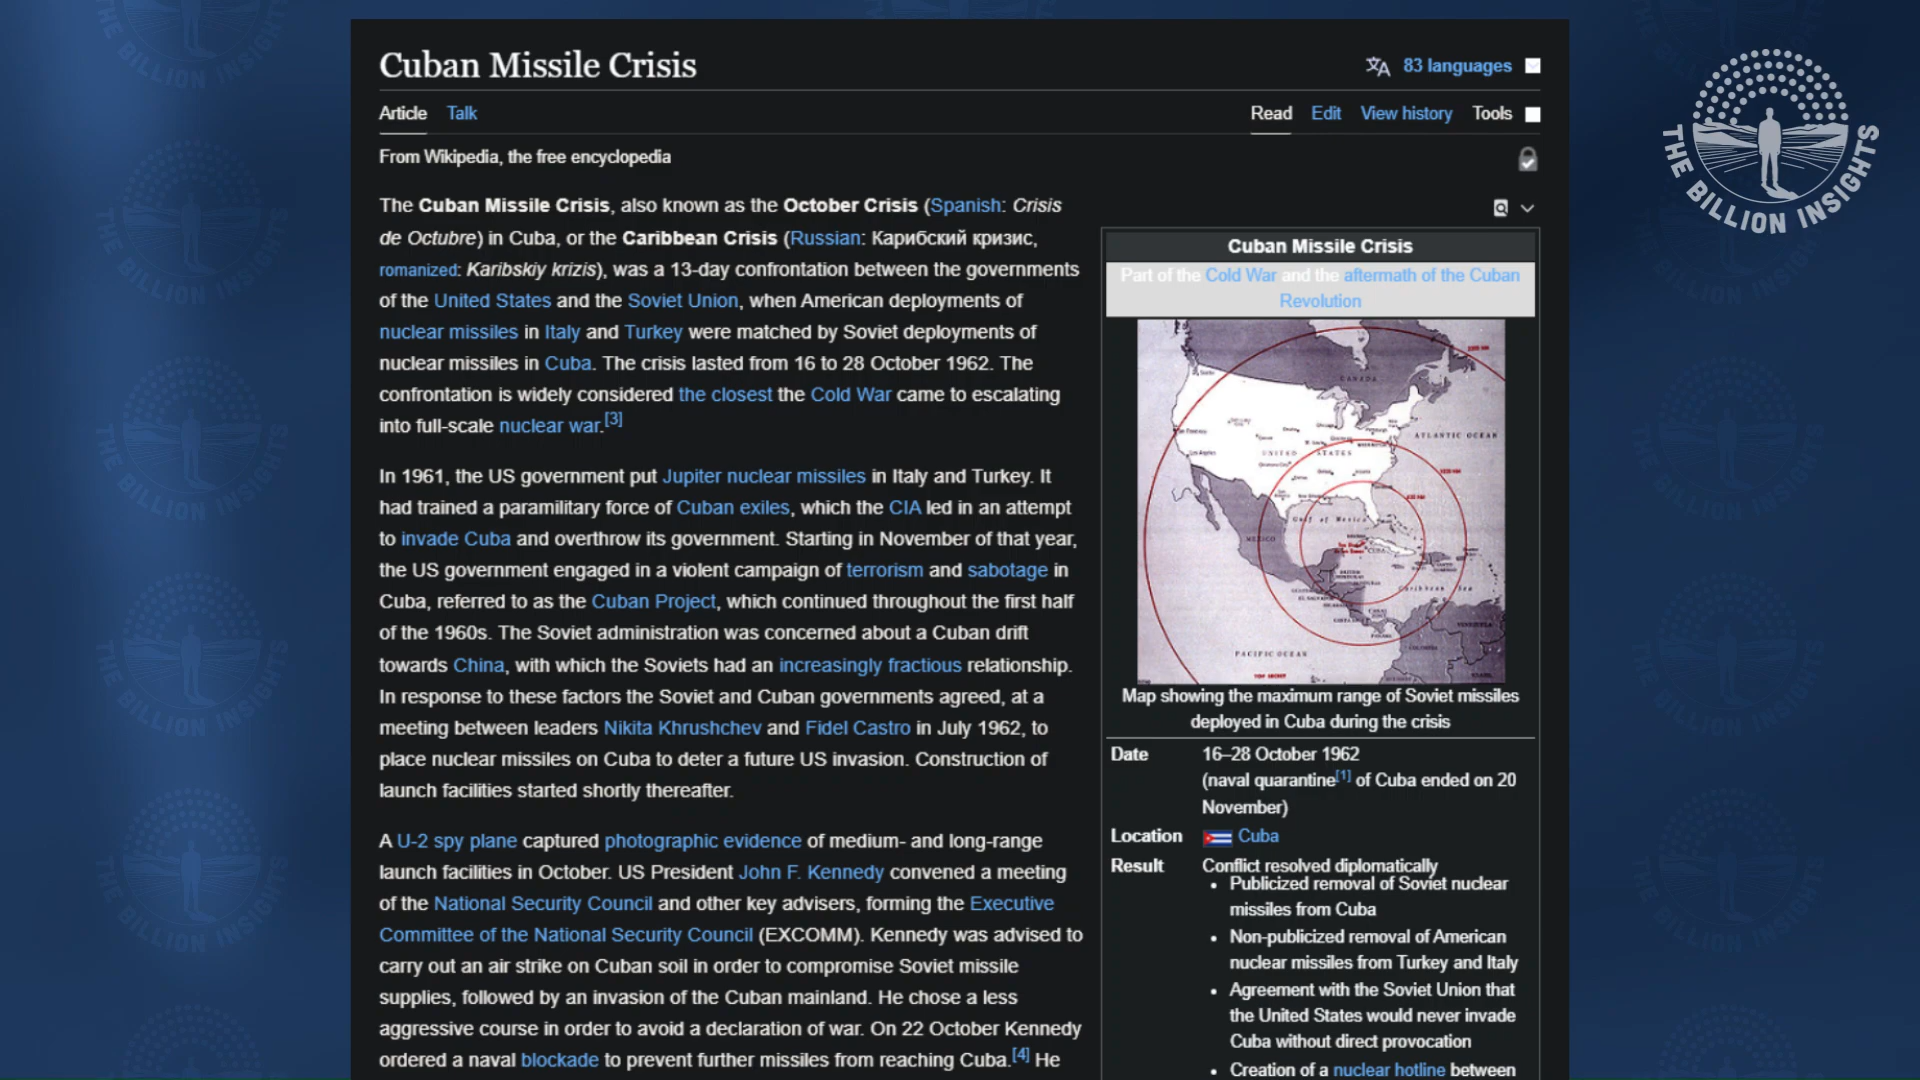 Cuban Missile Crisis
83 languages
Article Talk
Read Edit View history Tools
From Wikipedia, the free encyclopedia
The Cuban Missile Crisis, also known as the October Crisis (Spanish: Crisis
de Octubre) in Cuba, or the Caribbean Crisis (Russian: Карибский кризис,
romanized: Karibskiy krizis), was a 13-day confrontation between the governments
of the United States and the Soviet Union, when American deployments of
nuclear missiles in Italy and Turkey were matched by Soviet deployments of
nuclear missiles in Cuba. The crisis lasted from 16 to 28 October 1962. The
confrontation is widely considered the closest the Cold War came to escalating
into full-scale nuclear war.[3]
In 1961, the US government put Jupiter nuclear missiles in Italy and Turkey. It
had trained a paramilitary force of Cuban exiles, which the CIA led in an attempt
to invade Cuba and overthrow its government. Starting in November of that year,
the US government engaged in a violent campaign of terrorism and sabotage in
Cuba, referred to as the Cuban Project, which continued throughout the first half
of the 1960s. The Soviet administration was concerned about a Cuban drift
towards China, with which the Soviets had an increasingly fractious relationship.
In response to these factors the Soviet and Cuban governments agreed, at a
meeting between leaders Nikita Khrushchev and Fidel Castro in July 1962, to
place nuclear missiles on Cuba to deter a future US invasion. Construction of
launch facilities started shortly thereafter.
A U-2 spy plane captured photographic evidence of medium- and long-range
launch facilities in October. US President John F. Kennedy convened a meeting
of the National Security Council and other key advisers, forming the Executive
Committee of the National Security Council (EXCOMM). Kennedy was advised to
carry out an air strike on Cuban soil in order to compromise Soviet missile
supplies, followed by an invasion of the Cuban mainland. He chose a less
aggressive course in order to avoid a declaration of war. On 22 October Kennedy
ordered a naval blockade to prevent further missiles from reaching Cuba.[4] He
Cuban Missile Crisis
Part of the Cold War and the aftermath of the Cuban
Revolution
CANADA
ATLANTIC OCEAN
UNITED STATES
Gulf of Mexico
MEXICO
CUBA
Caribbean Sea
VENEZUELA
PACIFIC OCEAN
TOP SECRET
Map showing the maximum range of Soviet missiles
deployed in Cuba during the crisis
Date 16–28 October 1962
(naval quarantine[1] of Cuba ended on 20
November)
Location Cuba
Result Conflict resolved diplomatically
• Publicized removal of Soviet nuclear
missiles from Cuba
• Non-publicized removal of American
nuclear missiles from Turkey and Italy
• Agreement with the Soviet Union that
the United States would never invade
Cuba without direct provocation
• Creation of a nuclear hotline between
THE BILLION INSIGHTS